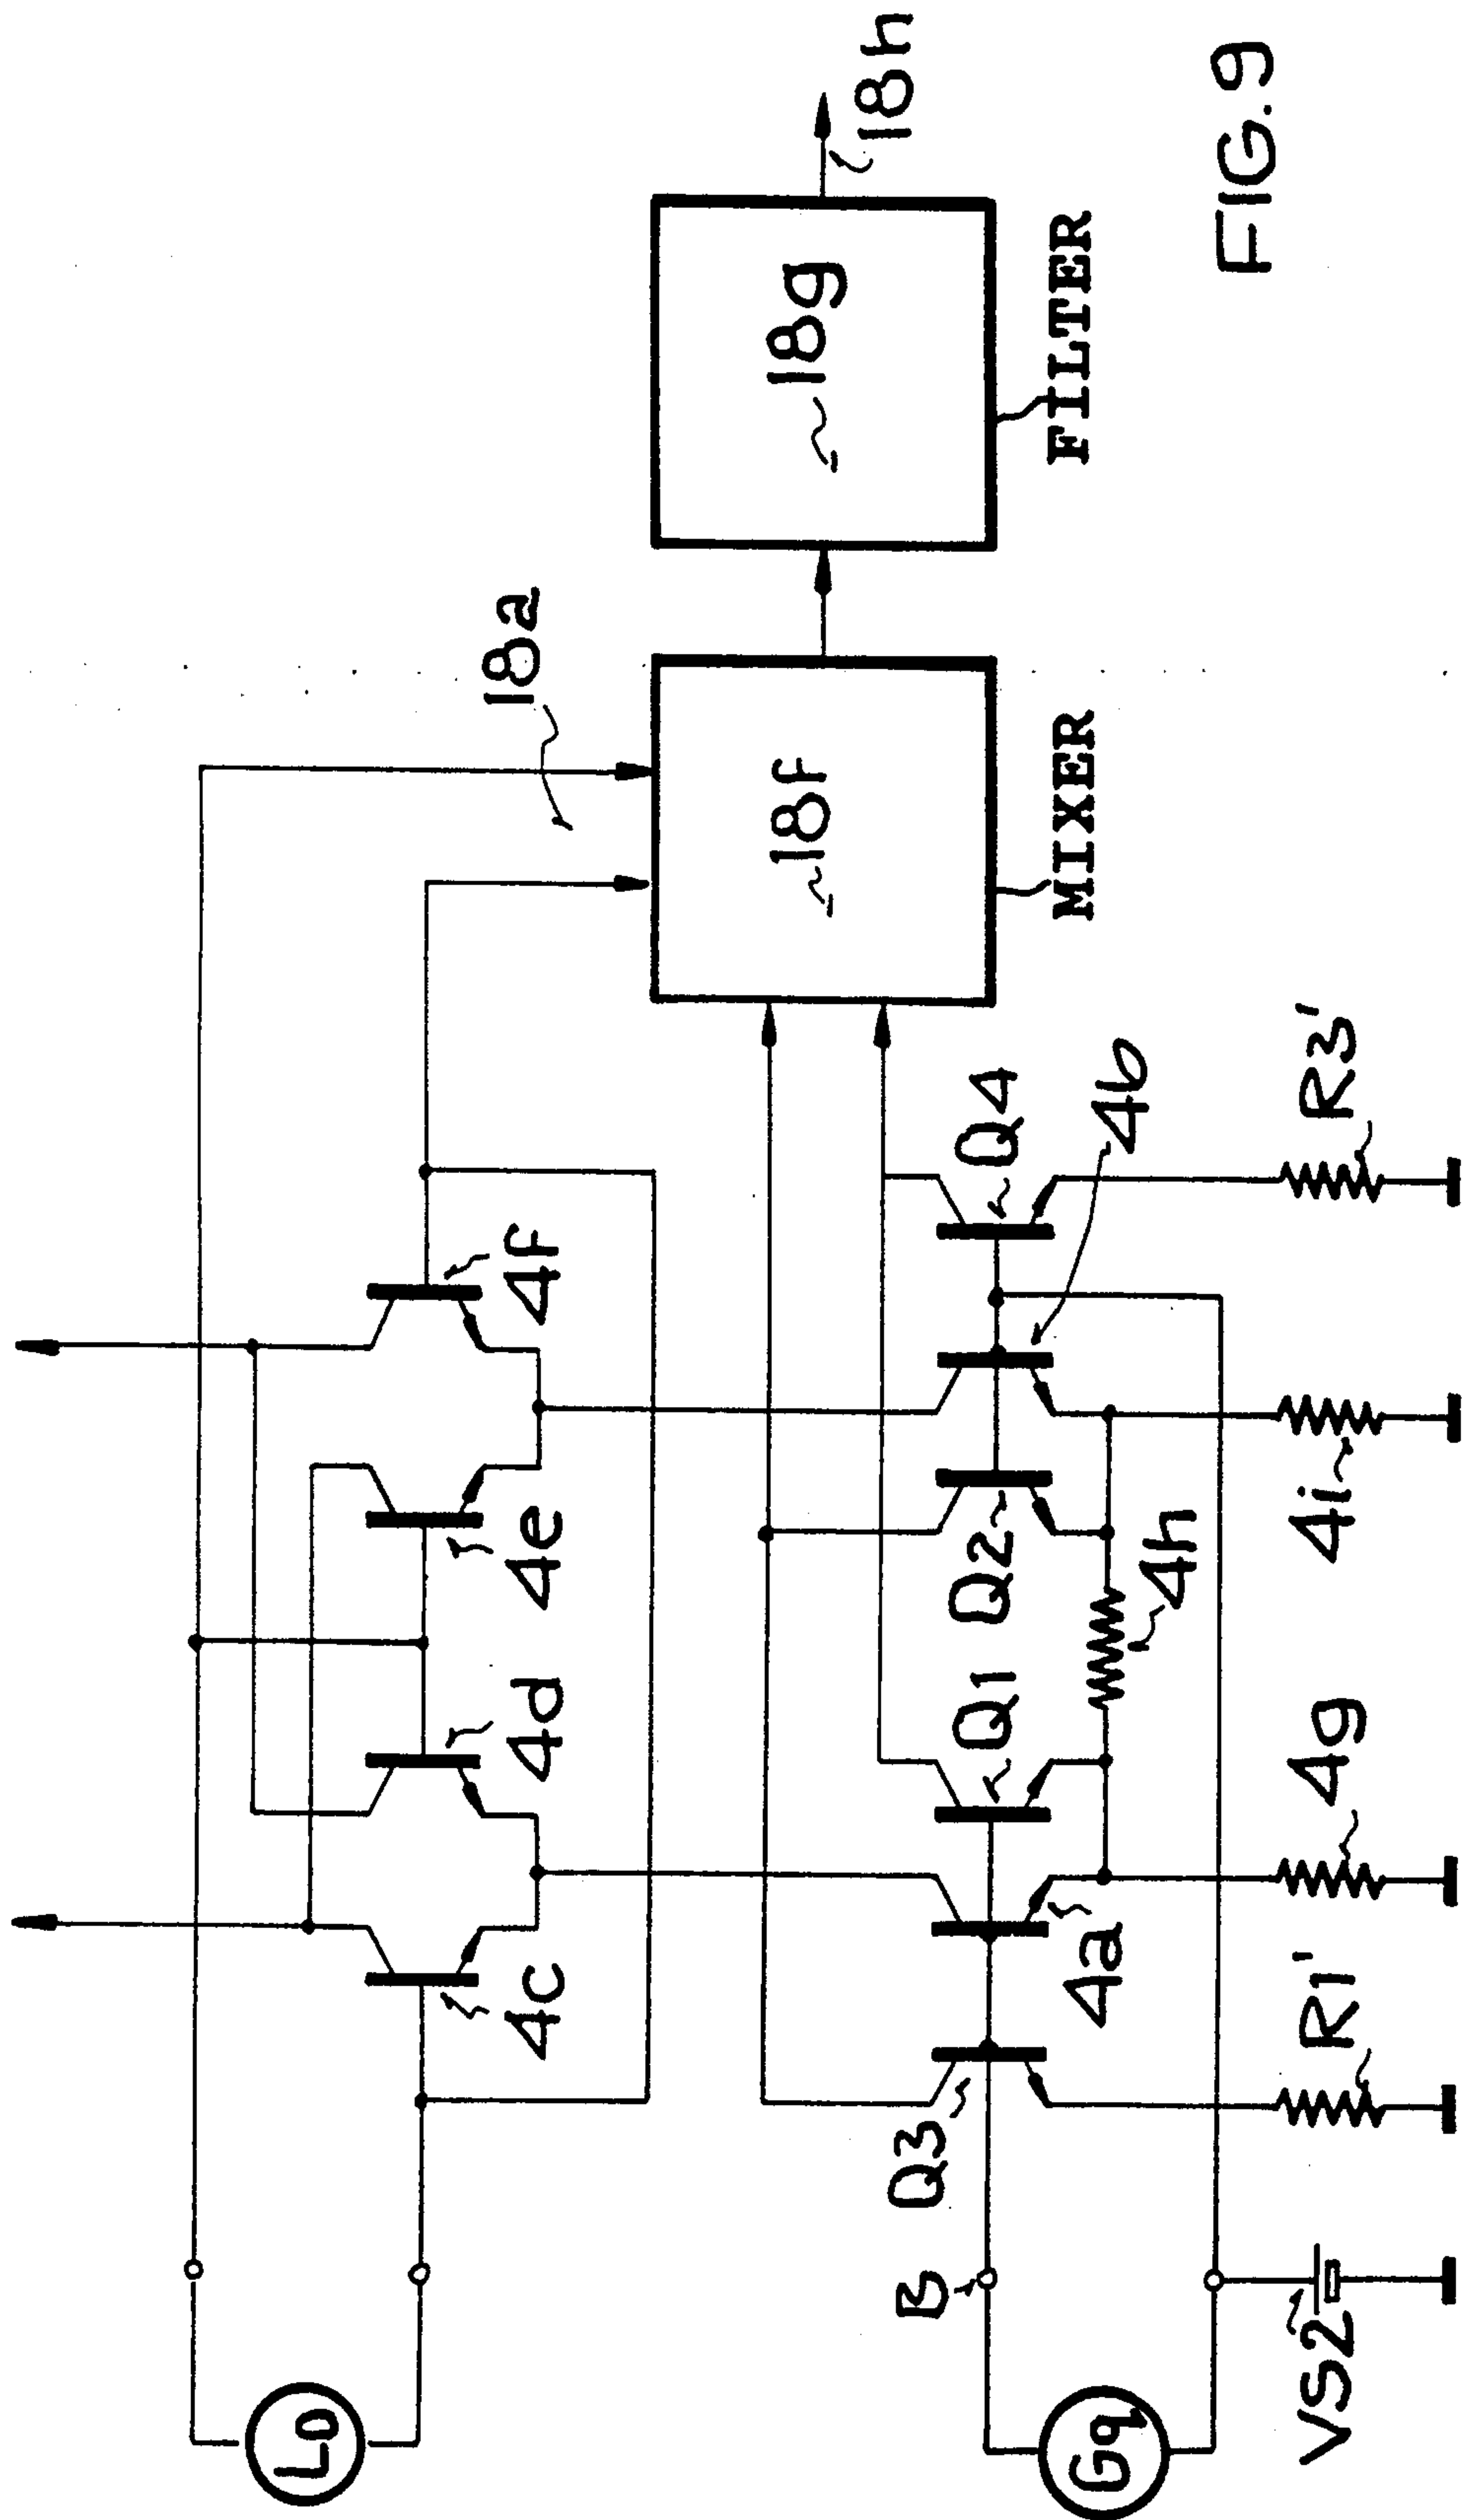 18a
18f
18g
18h
MIXER
FILTER
Lo
4c
4d
4e
4f
B
Q3
4a
Q1
Q2
Q4
4b
4h
Gq
VS2
R1'
4g
4i
R3'
FIG.9